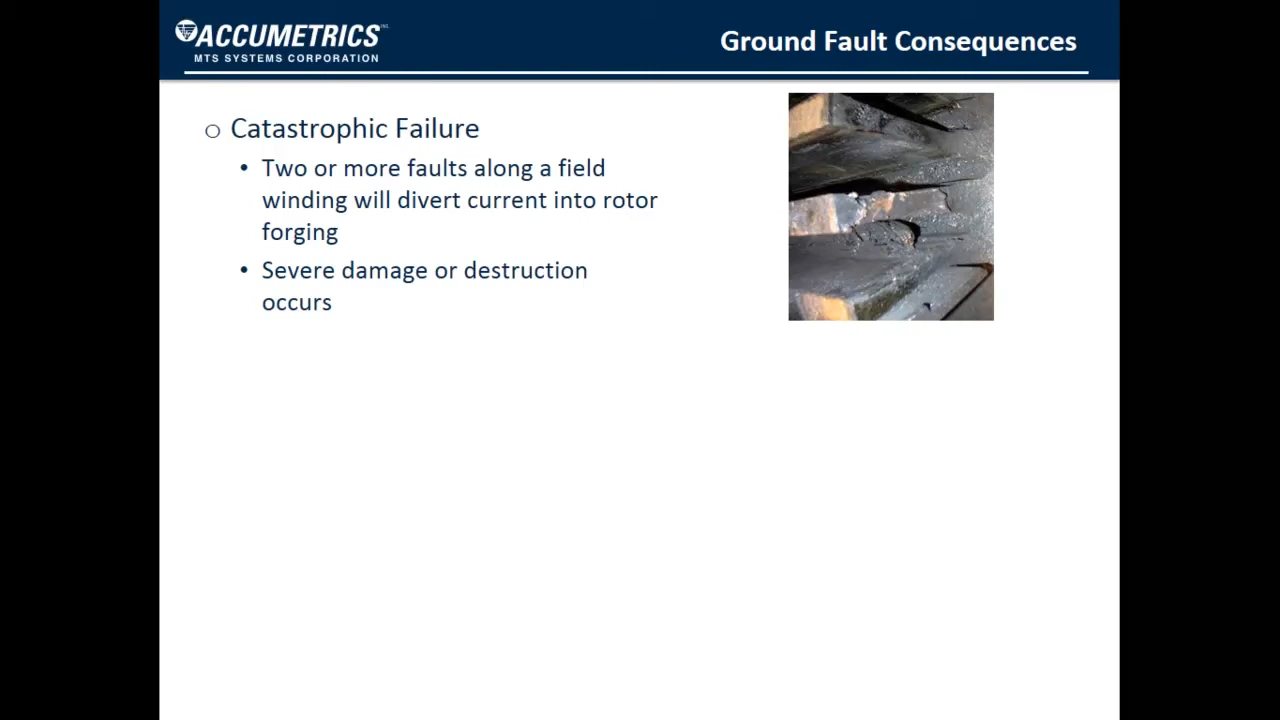 ACCUMETRICS INC.
MTS SYSTEMS CORPORATION
Ground Fault Consequences
Catastrophic Failure
• Two or more faults along a field
winding will divert current into rotor
forging
• Severe damage or destruction
occurs